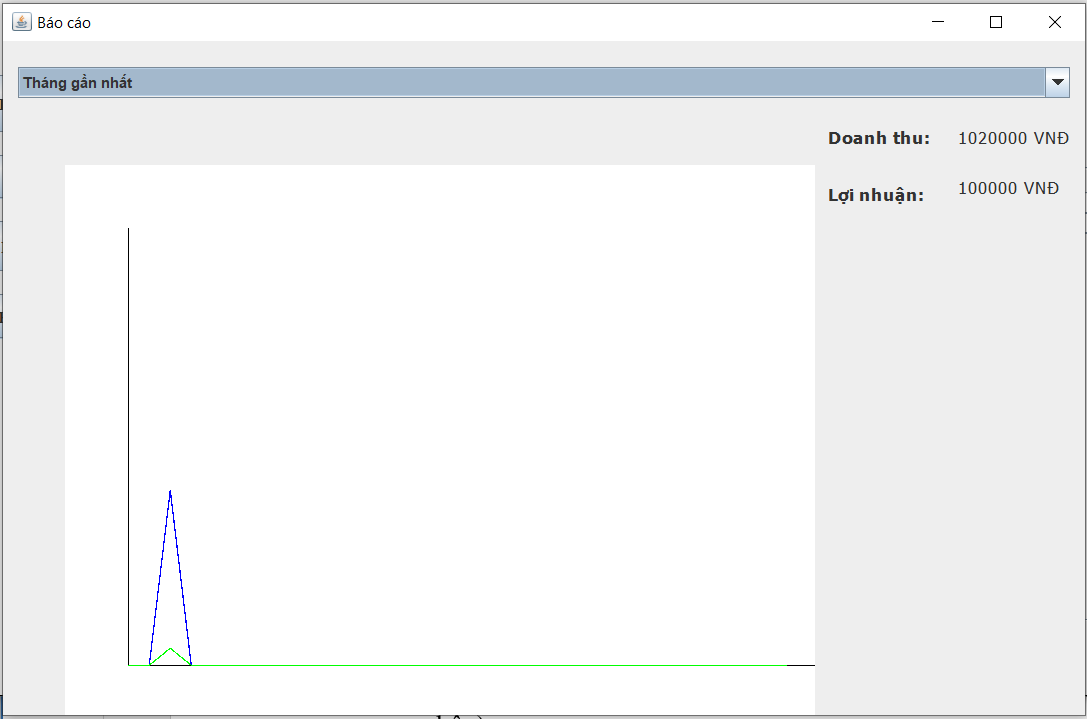 Báo cáo
Tháng gần nhất
Doanh thu: 1020000 VNĐ
Lợi nhuận: 100000 VNĐ